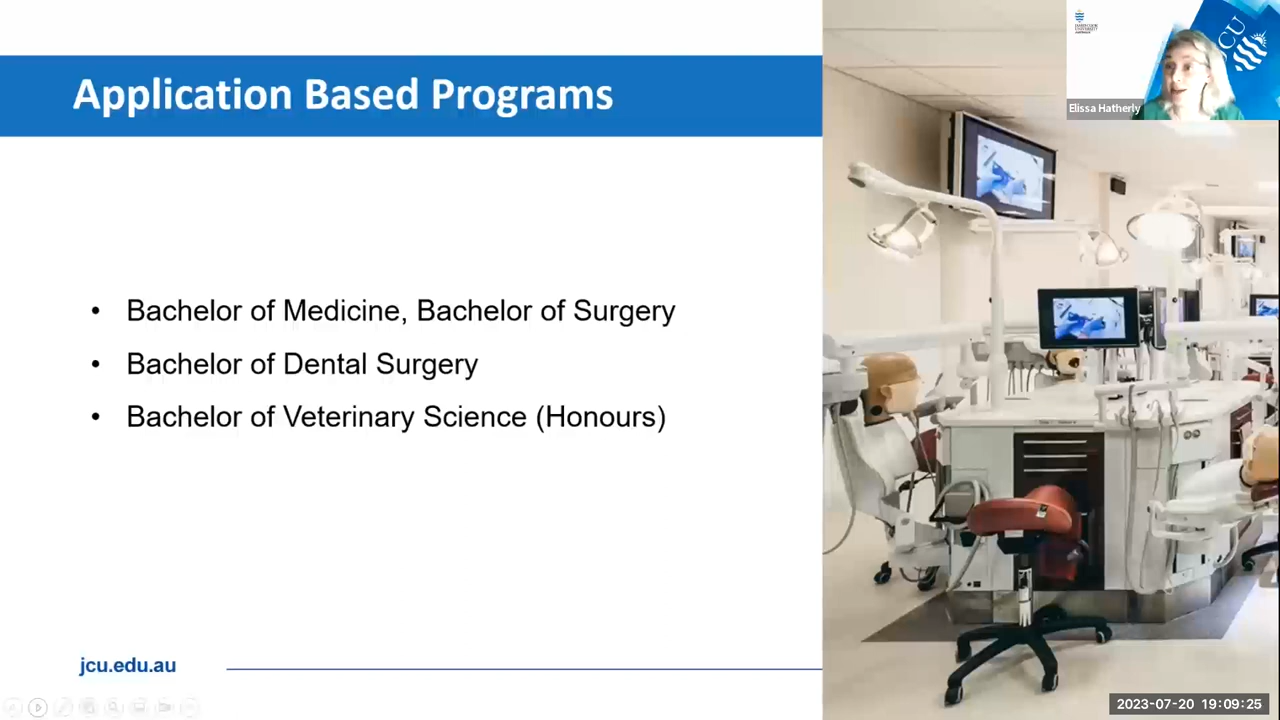 Application Based Programs
• Bachelor of Medicine, Bachelor of Surgery
• Bachelor of Dental Surgery
• Bachelor of Veterinary Science (Honours)
jcu.edu.au
JCU
Elissa Hatherly
2023-07-20 19:09:25